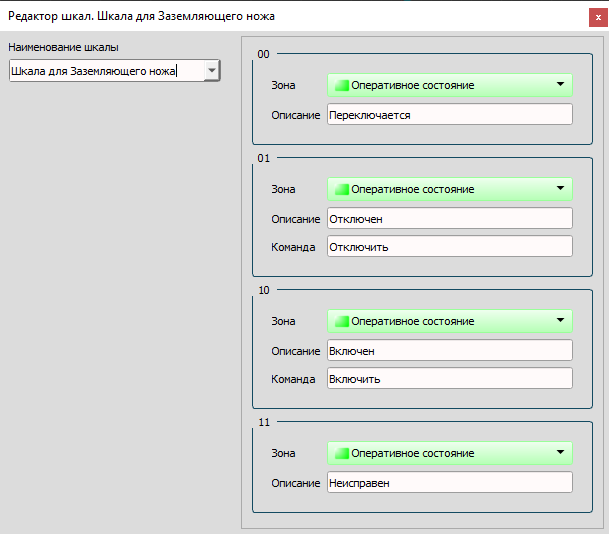 Редактор шкал. Шкала для Заземляющего ножа
Наименование шкалы
Шкала для Заземляющего ножа
00
Зона Оперативное состояние
Описание Переключается
01
Зона Оперативное состояние
Описание Отключен
Команда Отключить
10
Зона Оперативное состояние
Описание Включен
Команда Включить
11
Зона Оперативное состояние
Описание Неисправен